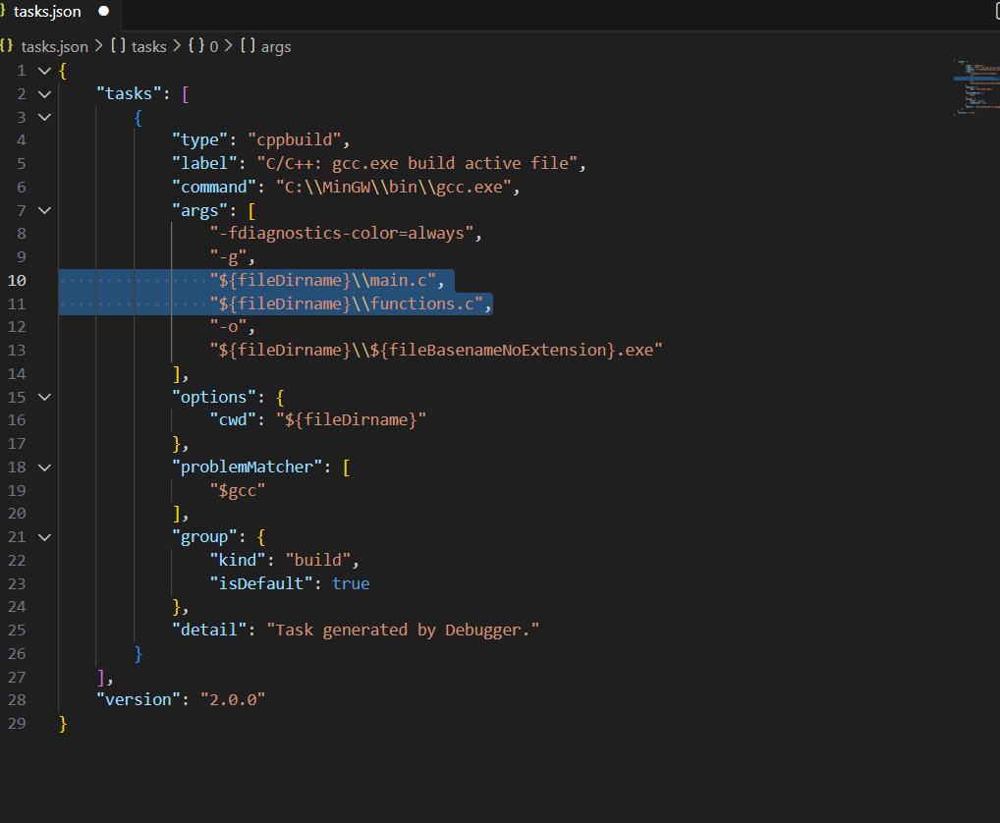 tasks.json ●
{} tasks.json > [ ] tasks > { } 0 > [ ] args
1 {
2 "tasks": [
3 {
4 "type": "cppbuild",
5 "label": "C/C++: gcc.exe build active file",
6 "command": "C:\\MinGW\\bin\\gcc.exe",
7 "args": [
8 "-fdiagnostics-color=always",
9 "-g",
10 "${fileDirname}\\main.c",
11 "${fileDirname}\\functions.c",
12 "-o",
13 "${fileDirname}\\${fileBasenameNoExtension}.exe"
14 ],
15 "options": {
16 "cwd": "${fileDirname}"
17 },
18 "problemMatcher": [
19 "$gcc"
20 ],
21 "group": {
22 "kind": "build",
23 "isDefault": true
24 },
25 "detail": "Task generated by Debugger."
26 }
27 ],
28 "version": "2.0.0"
29 }